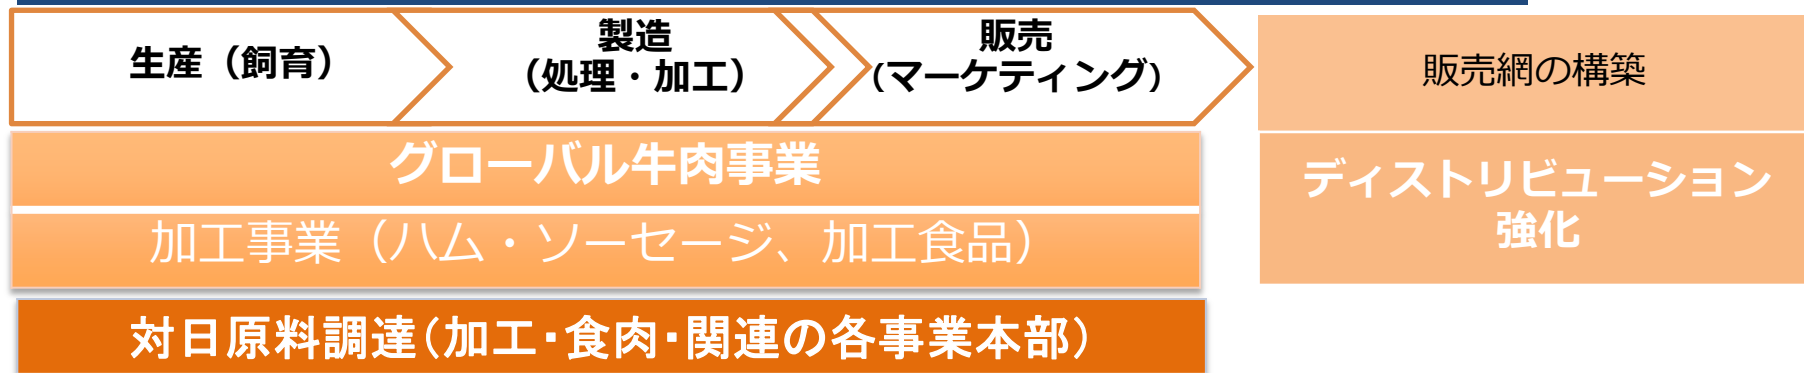 生産（飼育）
製造
（処理・加工）
販売
（マーケティング）
販売網の構築
グローバル牛肉事業
ディストリビューション
強化
加工事業（ハム・ソーセージ、加工食品）
対日原料調達（加工・食肉・関連の各事業本部）